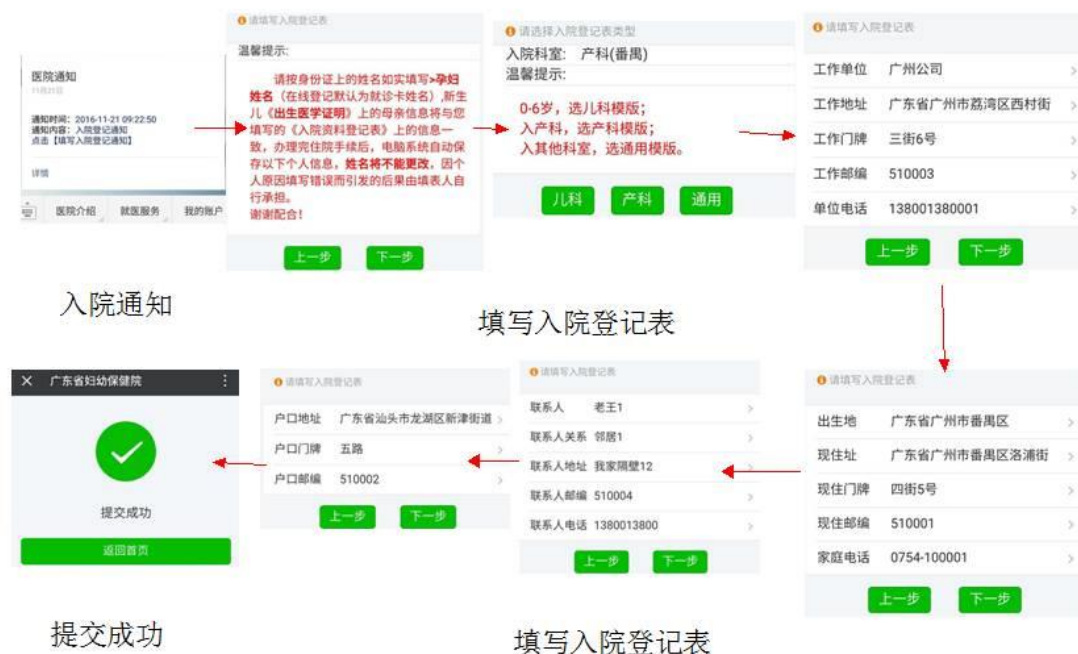 医院通知
11月21日
通知时间：2016-11-21 09:22:50
通知内容：入院登记通知
点击【填写入院登记通知】
详情
医院介绍
就医服务
我的账户
入院通知
请填写入院登记表
温馨提示:
请按身份证上的姓名如实填写>孕妇
姓名（在线登记默认为就诊卡姓名）,新生
儿《出生医学证明》上的母亲信息将与您
填写的《入院资料登记表》上的信息一
致，办理完住院手续后，电脑系统自动保
存以下个人信息，姓名将不能更改，因个
人原因填写错误而引发的后果由填表人自
行承担。
谢谢配合！
上一步 下一步
请选择入院登记表类型
入院科室: 产科(番禺)
温馨提示:
0-6岁，选儿科模版；
入产科，选产科模版；
入其他科室，选通用模版。
儿科 产科 通用
填写入院登记表
请填写入院登记表
工作单位 广州公司
工作地址 广东省广州市荔湾区西村街
工作门牌 三街6号
工作邮编 510003
单位电话 138001380001
上一步 下一步
请填写入院登记表
出生地 广东省广州市番禺区
现住址 广东省广州市番禺区洛浦街
现住门牌 四街5号
现住邮编 510001
家庭电话 0754-100001
上一步 下一步
请填写入院登记表
联系人 老王1
联系人关系 邻居1
联系人地址 我家隔壁12
联系人邮编 510004
联系人电话 1380013800
上一步 下一步
填写入院登记表
请填写入院登记表
户口地址 广东省汕头市龙湖区新津街道
户口门牌 五路
户口邮编 510002
上一步 下一步
广东省妇幼保健院
提交成功
返回首页
提交成功